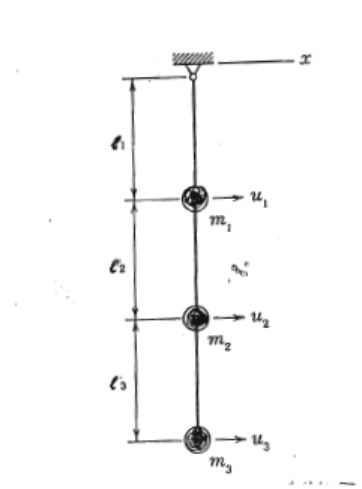 x
ℓ₁
u₁
m₁
ℓ₂
u₂
m₂
ℓ₃
u₃
m₃